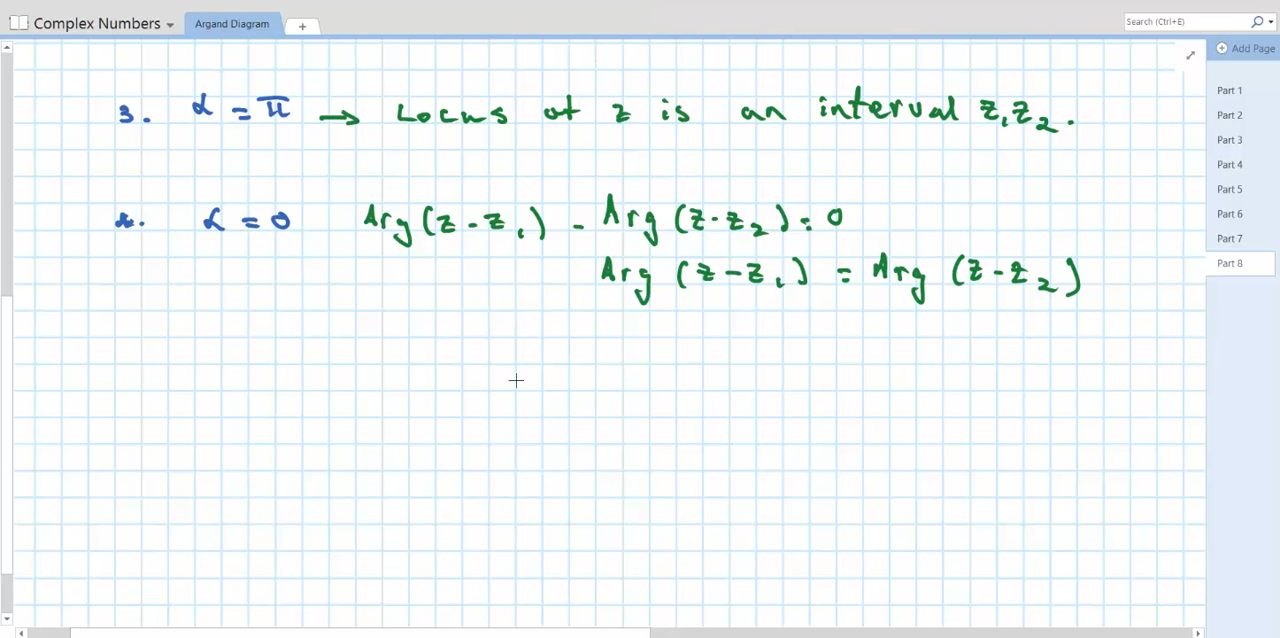 Complex Numbers
Argand Diagram
+
Search (Ctrl+E)
Add Page
3. α = π → Locus of z is an interval z₁z₂.
4. α = 0 Arg(z - z₁) - Arg(z - z₂) = 0
Arg(z - z₁) = Arg(z - z₂)
Part 1
Part 2
Part 3
Part 4
Part 5
Part 6
Part 7
Part 8